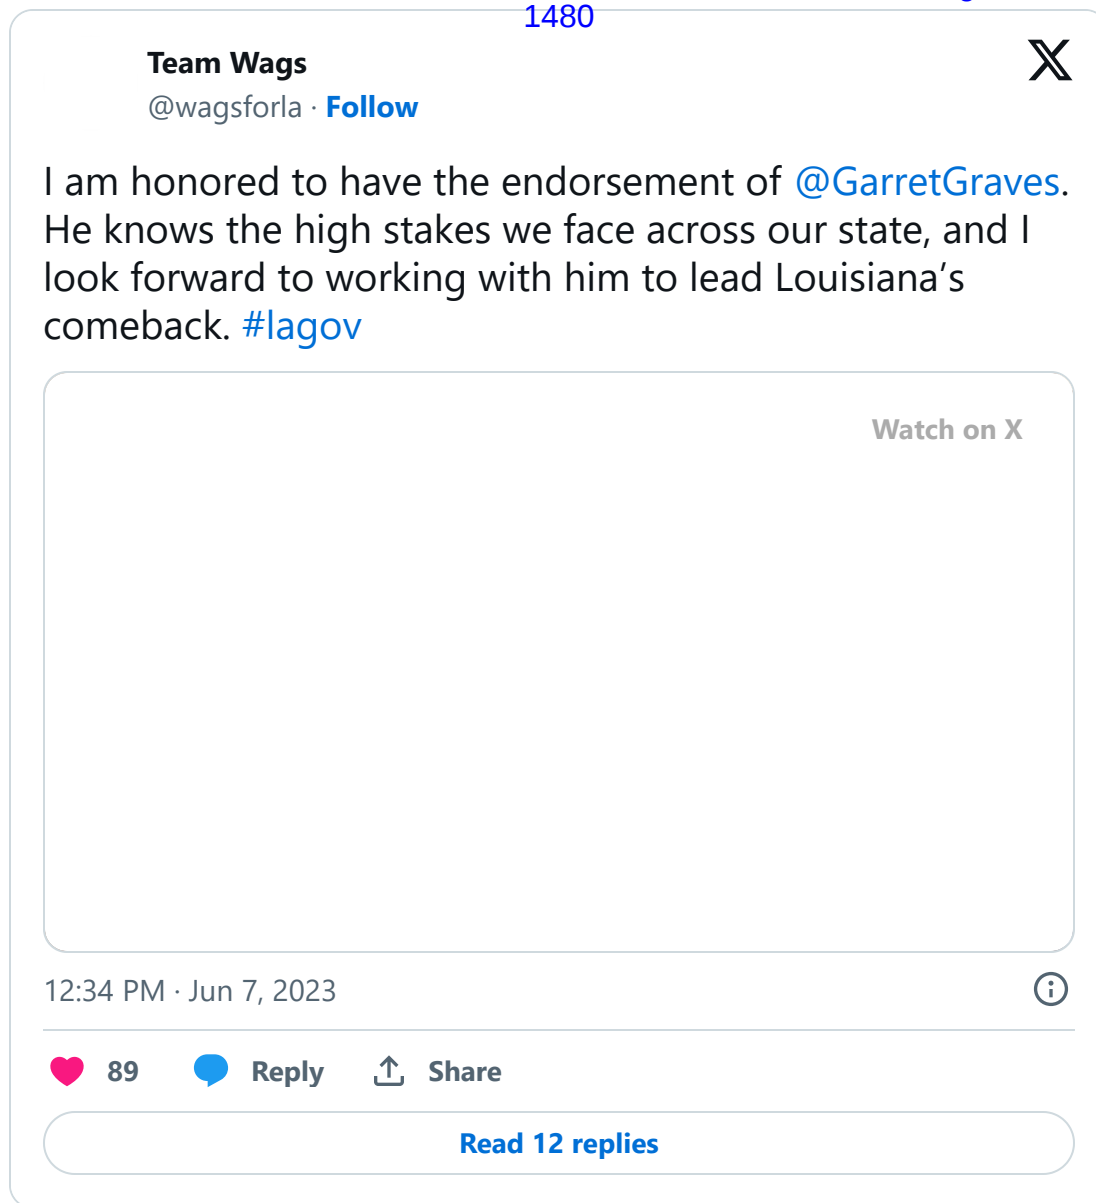 1480
Team Wags
@wagsforla · Follow
I am honored to have the endorsement of @GarretGraves.
He knows the high stakes we face across our state, and I
look forward to working with him to lead Louisiana’s
comeback. #lagov
Watch on X
12:34 PM · Jun 7, 2023
89 Reply Share
Read 12 replies